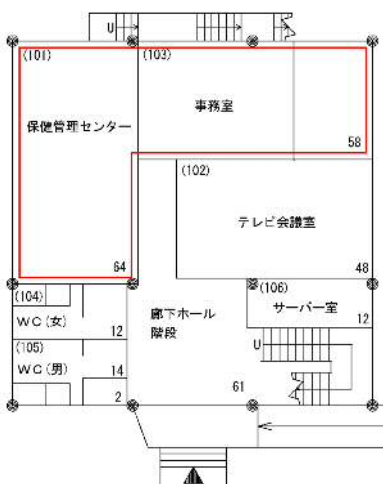 U
(101)
(103)
事務室
保健管理センター
58
(102)
テレビ会議室
64
48
(104)
(106)
WC(女)
廊下ホール
サーバー室
12
階段
12
(105)
U
WC(男)
14
2
61